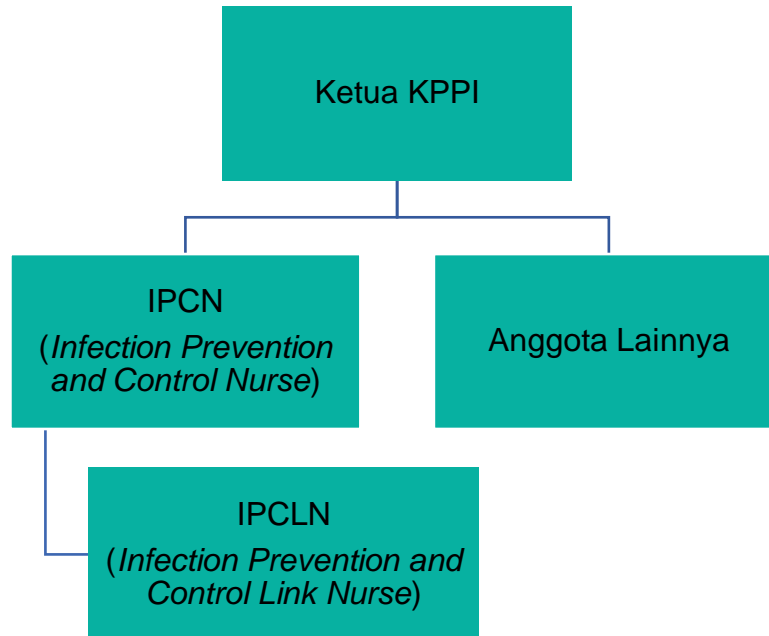 Ketua KPPI
IPCN
(Infection Prevention
and Control Nurse)
Anggota Lainnya
IPCLN
(Infection Prevention and
Control Link Nurse)